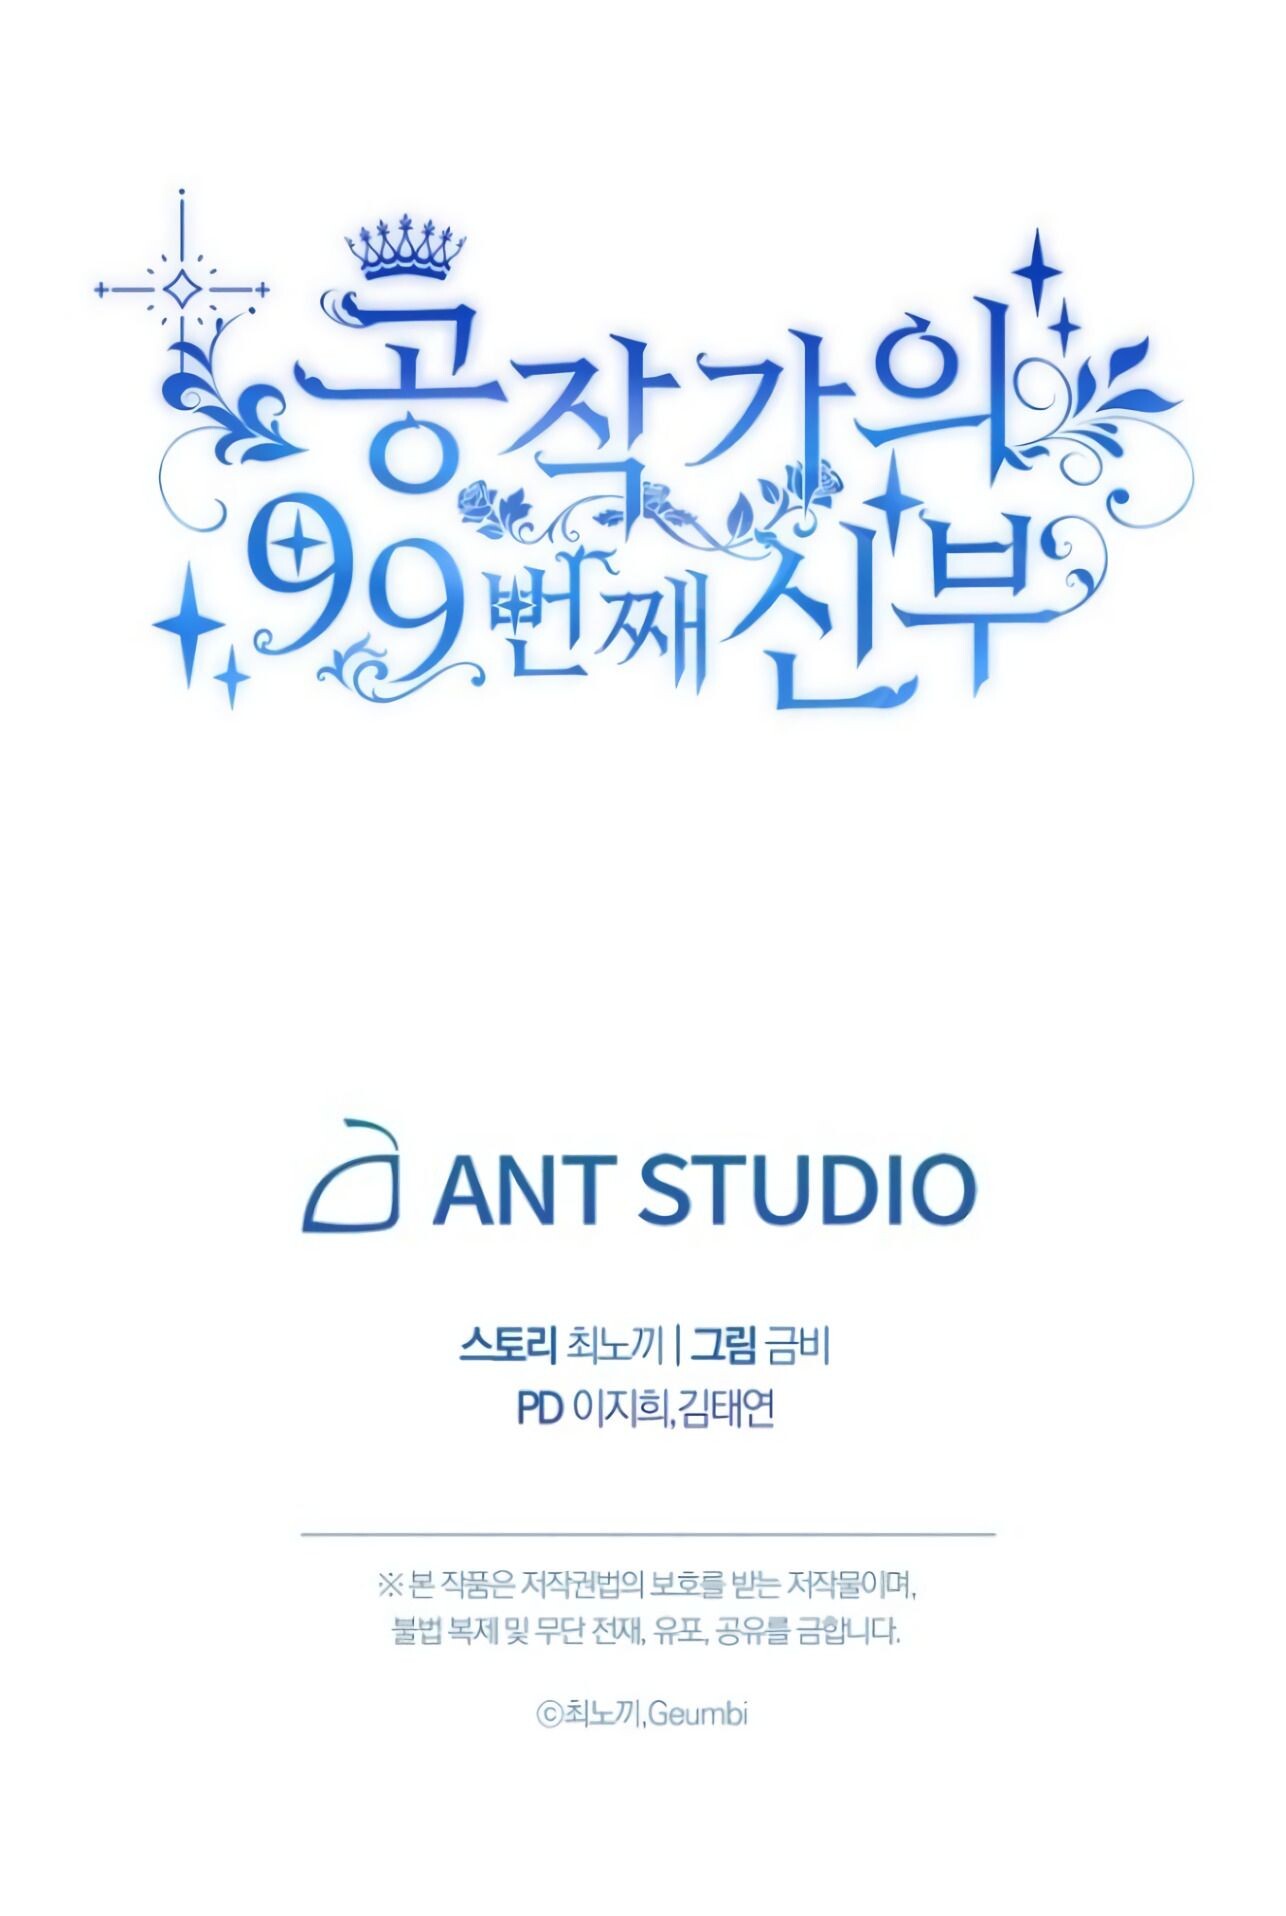 공작가의
99번째 신부
ANT STUDIO
스토리 최노끼 | 그림 금비
PD 이지희,김태연
※ 본 작품은 저작권법의 보호를 받는 저작물이며,
불법 복제 및 무단 전재, 유포, 공유를 금합니다.
ⓒ최노끼,Geumbi